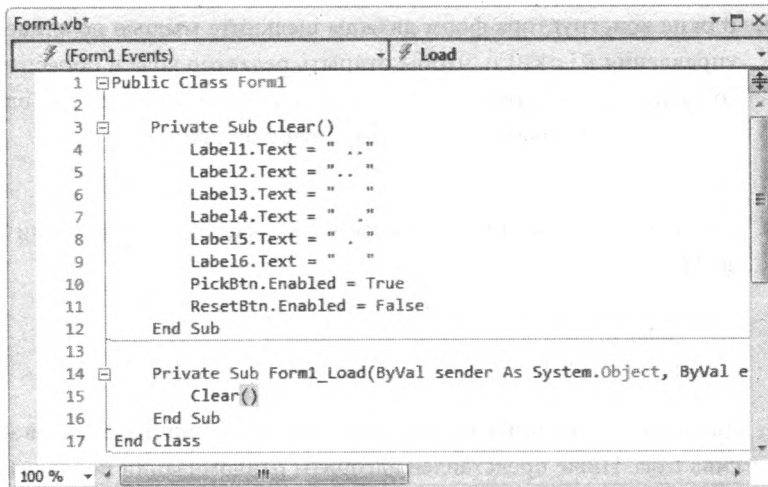 Form1.vb*
(Form1 Events) Load
1 Public Class Form1
2
3 Private Sub Clear()
4 Label1.Text = " .."
5 Label2.Text = ".. "
6 Label3.Text = "   "
7 Label4.Text = "  ."
8 Label5.Text = " . "
9 Label6.Text = "   "
10 PickBtn.Enabled = True
11 ResetBtn.Enabled = False
12 End Sub
13
14 Private Sub Form1_Load(ByVal sender As System.Object, ByVal e
15 Clear()
16 End Sub
17 End Class
100 %